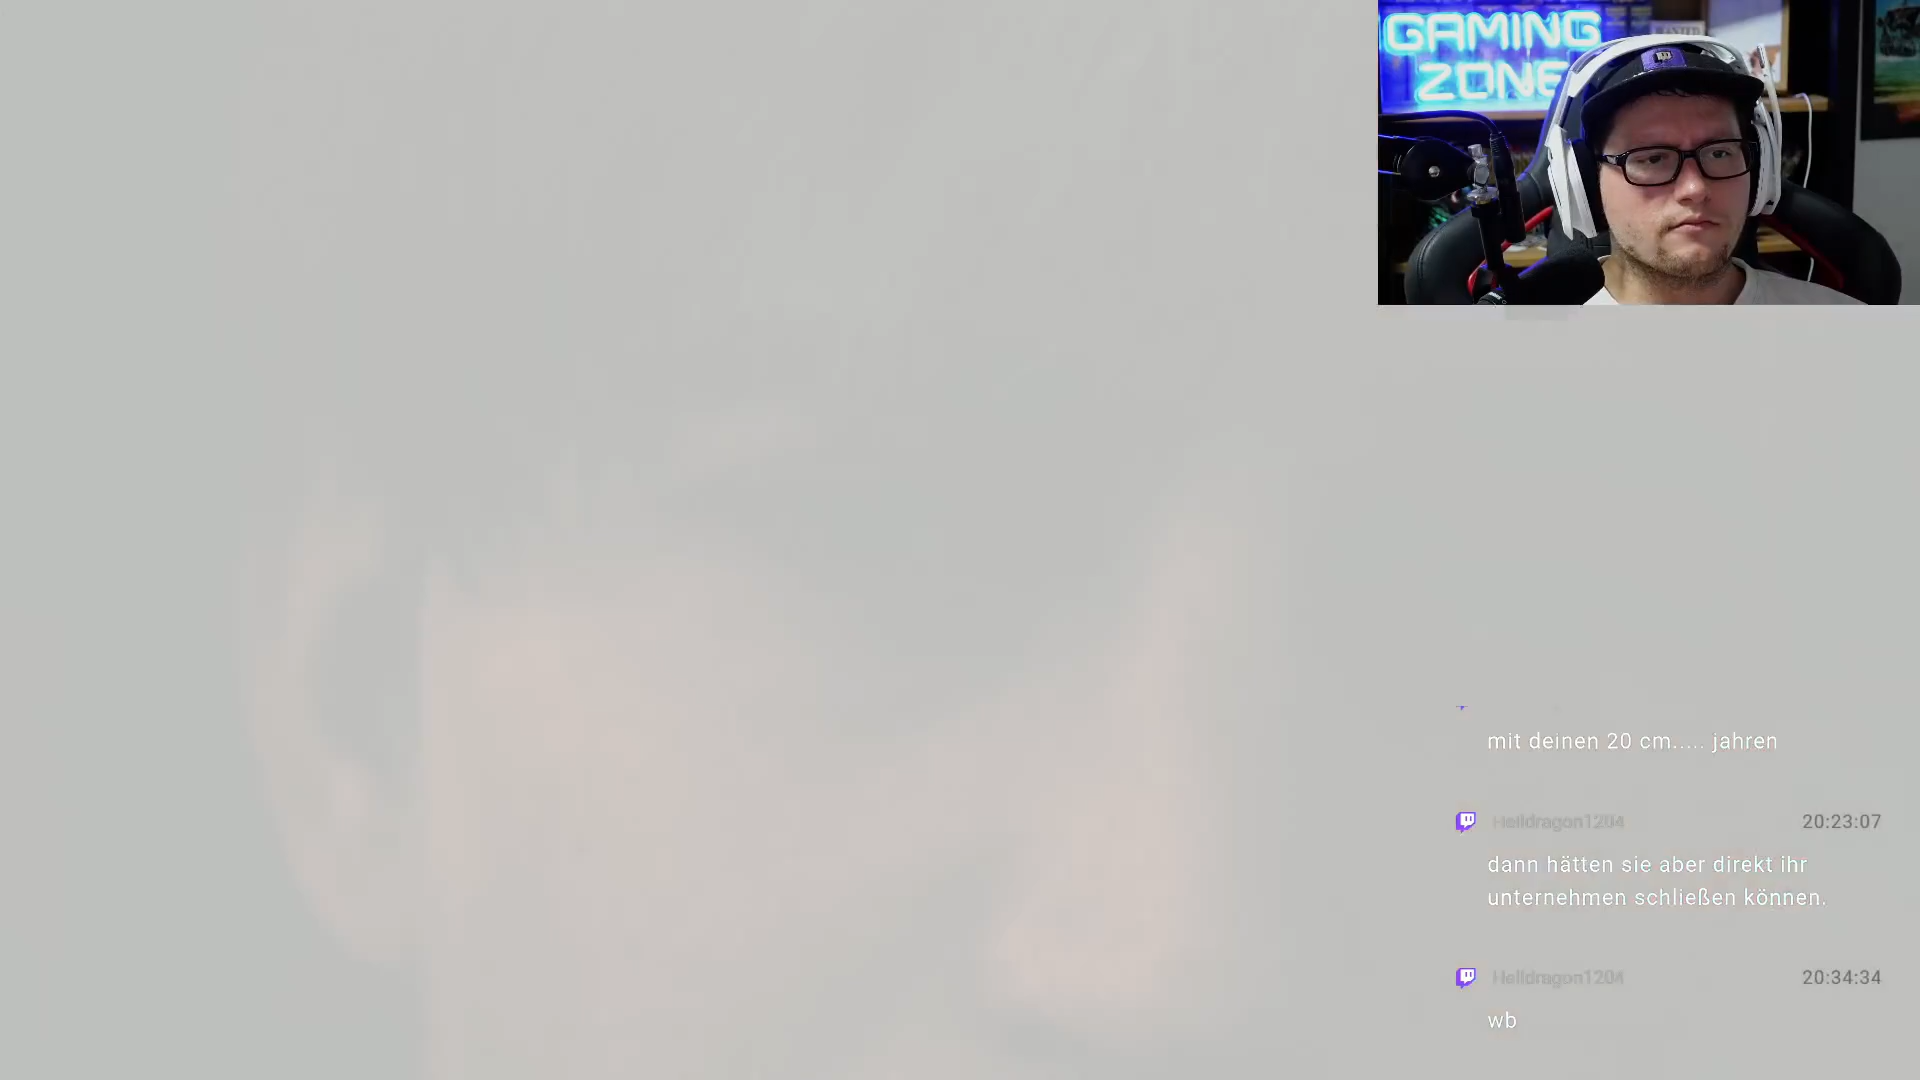 GAMING
ZONE
WANTED
mit deinen 20 cm..... jahren
Helldragon1204 20:23:07
dann hätten sie aber direkt ihr
unternehmen schließen können.
Helldragon1204 20:34:34
wb